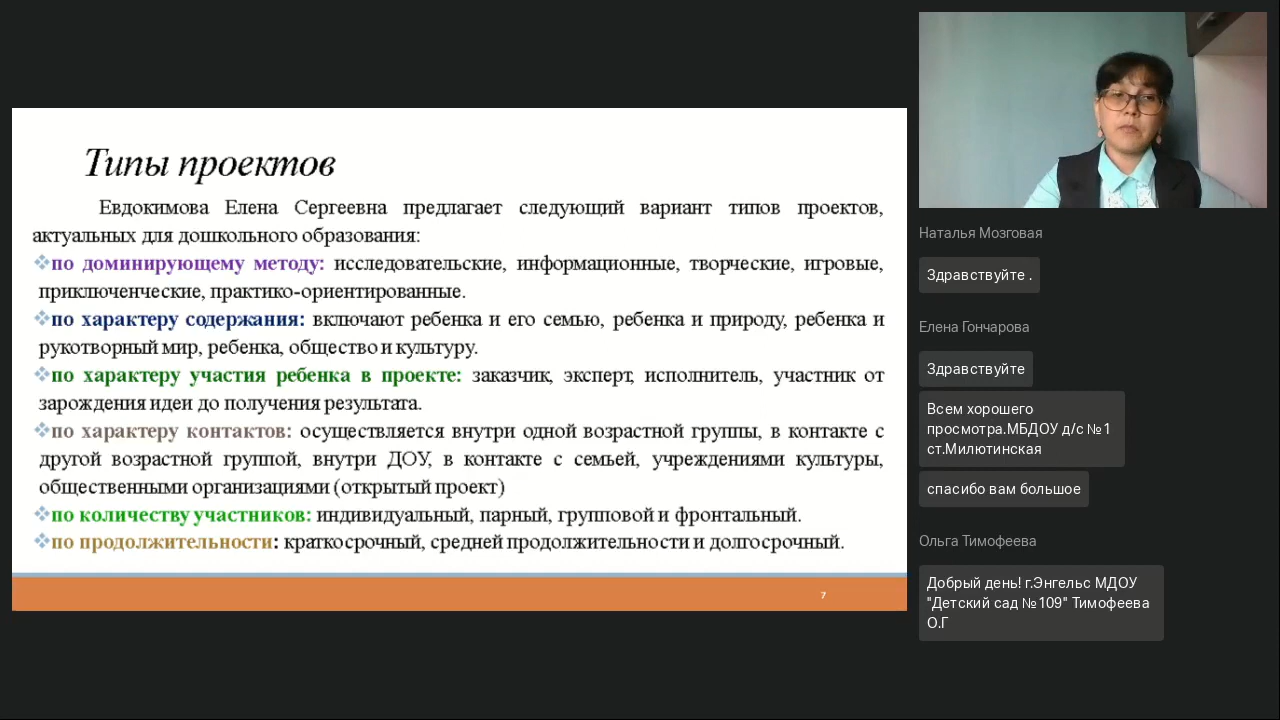 Типы проектов
Евдокимова Елена Сергеевна предлагает следующий вариант типов проектов,
актуальных для дошкольного образования:
❖по доминирующему методу: исследовательские, информационные, творческие, игровые,
приключенческие, практико-ориентированные.
❖по характеру содержания: включают ребенка и его семью, ребенка и природу, ребенка и
рукотворный мир, ребенка, общество и культуру.
❖по характеру участия ребенка в проекте: заказчик, эксперт, исполнитель, участник от
зарождения идеи до получения результата.
❖по характеру контактов: осуществляется внутри одной возрастной группы, в контакте с
другой возрастной группой, внутри ДОУ, в контакте с семьей, учреждениями культуры,
общественными организациями (открытый проект)
❖по количеству участников: индивидуальный, парный, групповой и фронтальный.
❖по продолжительности: краткосрочный, средней продолжительности и долгосрочный.
7
Наталья Мозговая
Здравствуйте .
Елена Гончарова
Здравствуйте
Всем хорошего
просмотра.МБДОУ д/с №1
ст.Милютинская
спасибо вам большое
Ольга Тимофеева
Добрый день! г.Энгельс МДОУ
"Детский сад №109" Тимофеева
О.Г